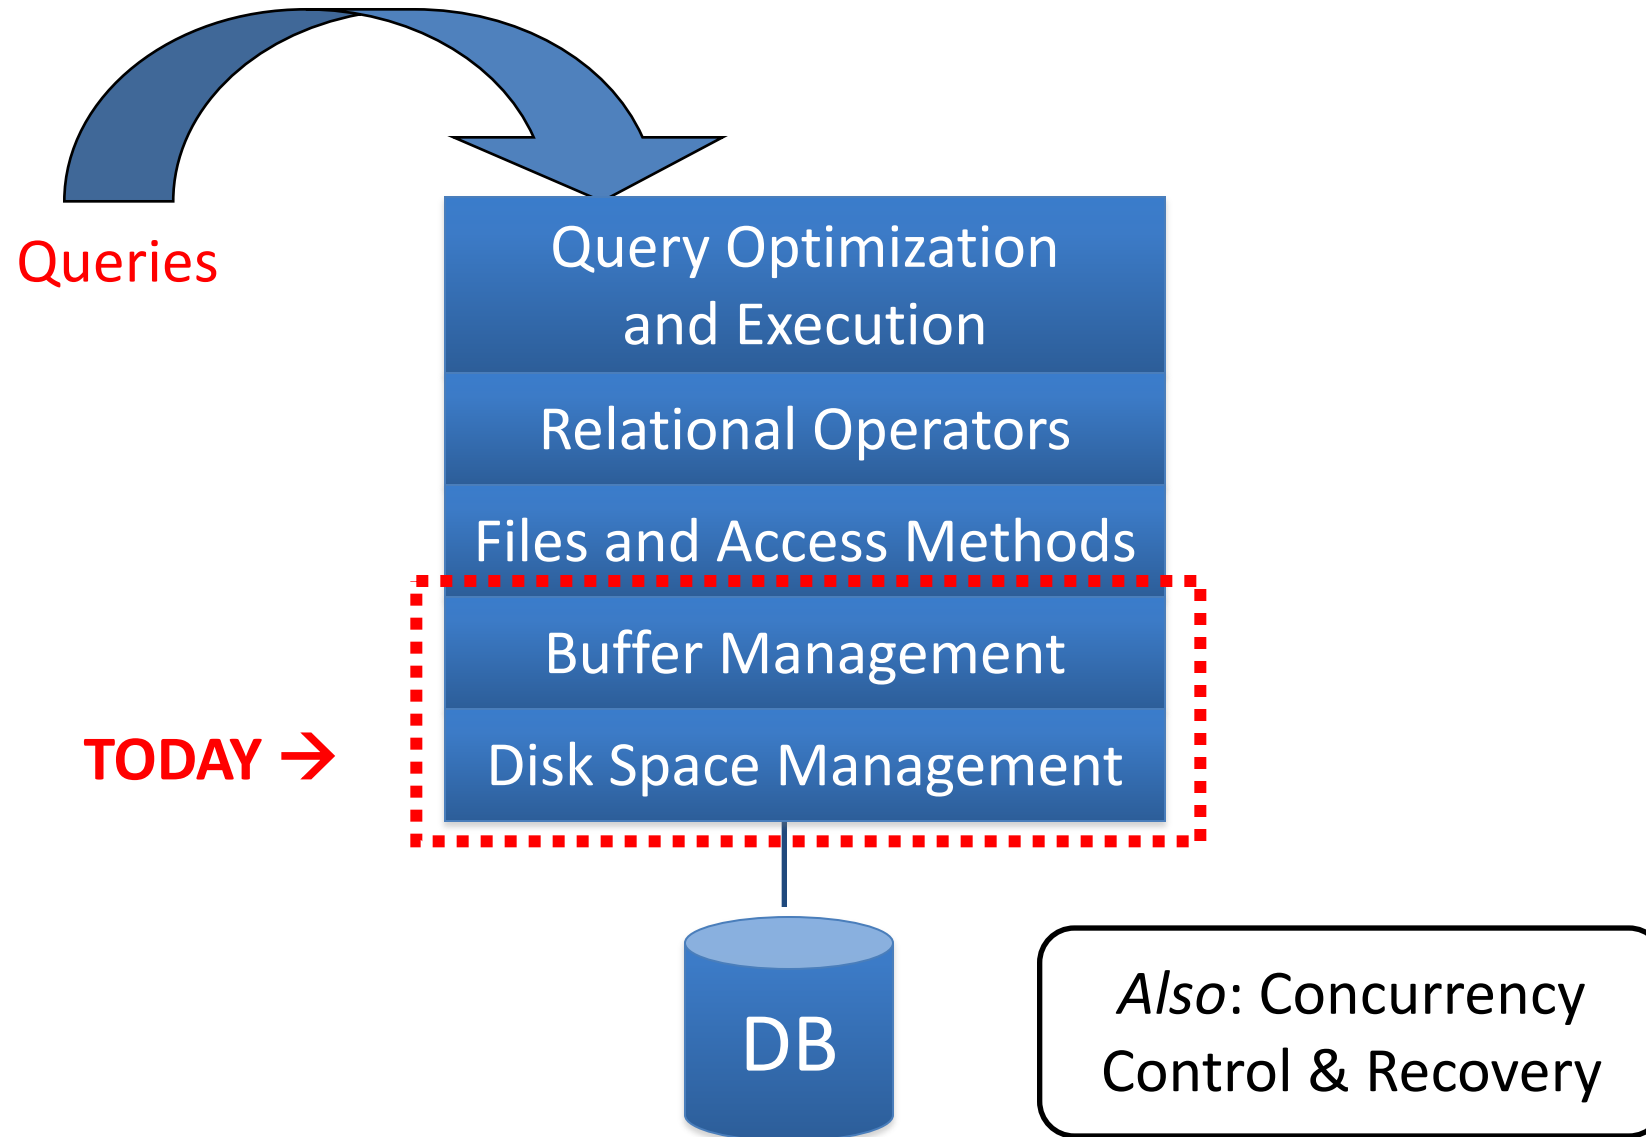 Queries
Query Optimization
and Execution
Relational Operators
Files and Access Methods
Buffer Management
TODAY →
Disk Space Management
DB
Also: Concurrency
Control & Recovery